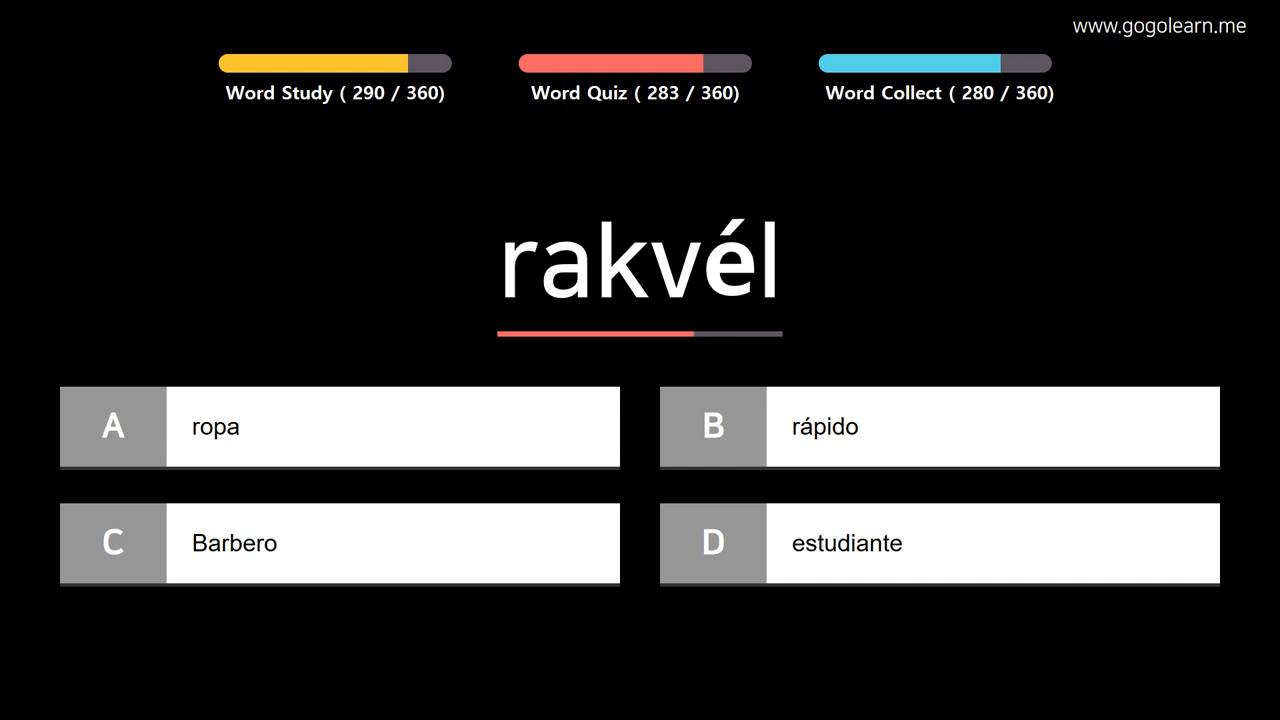 www.gogolearn.me
Word Study ( 290 / 360)
Word Quiz ( 283 / 360)
Word Collect ( 280 / 360)
rakvél
A
ropa
B
rápido
C
Barbero
D
estudiante